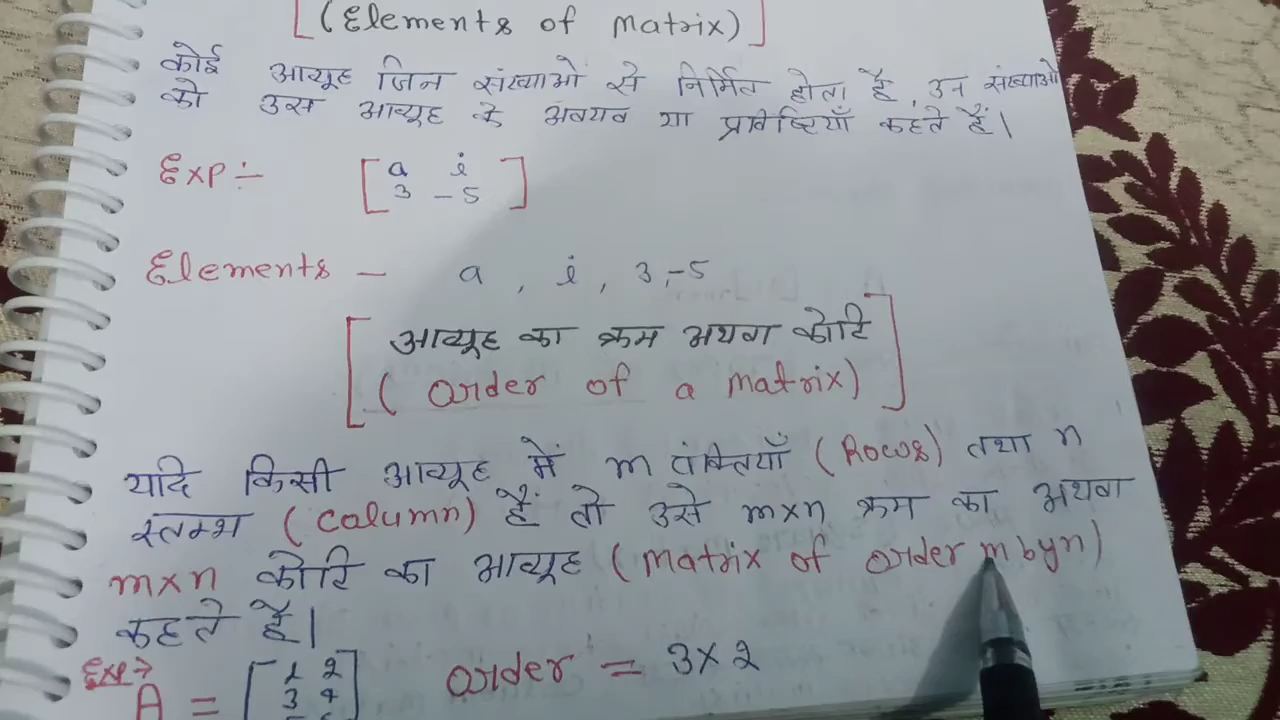 [(Elements of matrix)]
कोई आव्यूह जिन संख्याओं से निर्मित होता है, उन संख्याओं
को उस आव्यूह के अवयव या प्रविष्टियाँ कहते हैं।
Exp ÷ [a i
3 -5]
Elements - a, i, 3, -5
[आव्यूह का क्रम अथवा कोटि
(order of a matrix)]
यदि किसी आव्यूह में m पंक्तियाँ (Rows) तथा n
स्तम्भ (column) हैं तो उसे m×n क्रम का अथवा
m×n कोटि का आव्यूह (matrix of order m by n)
कहते हैं।
Exp→
A = [1 2 order = 3×2
3 4